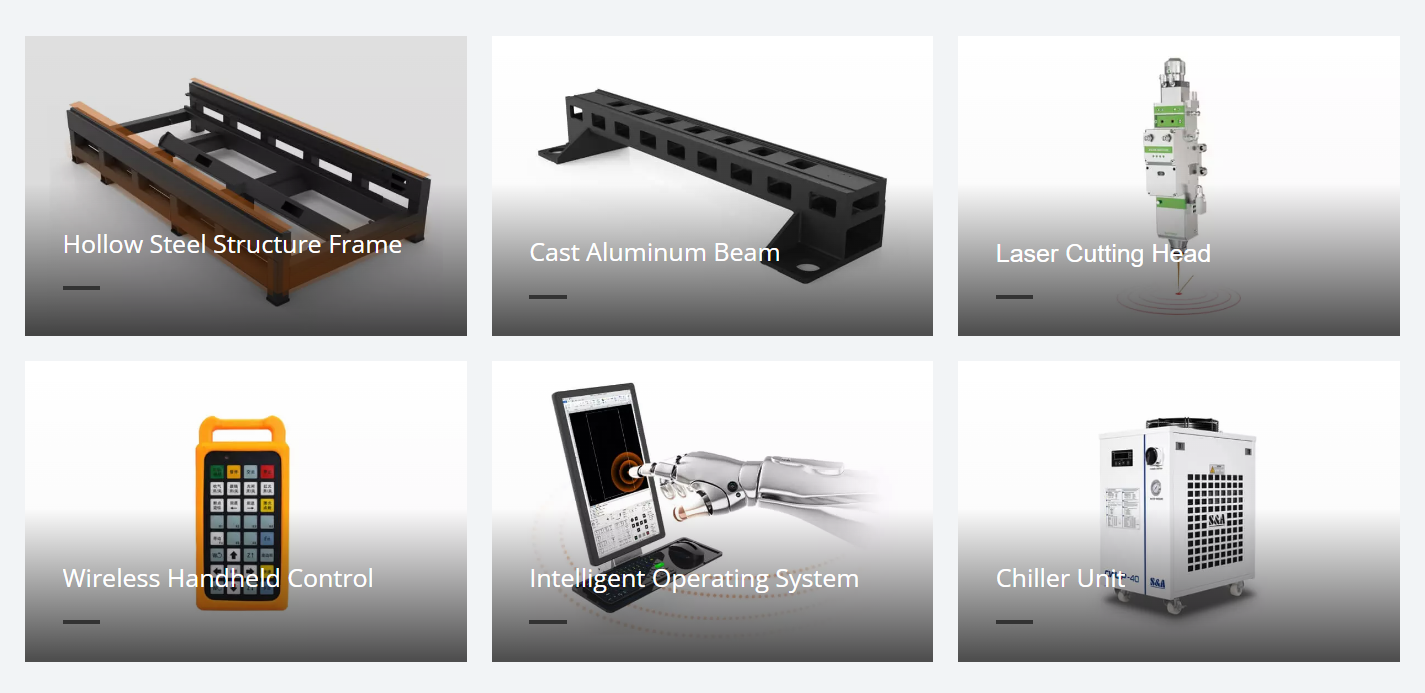 Hollow Steel Structure Frame
Cast Aluminum Beam
Laser Cutting Head
Wireless Handheld Control
Intelligent Operating System
Chiller Unit
S&A
S&A